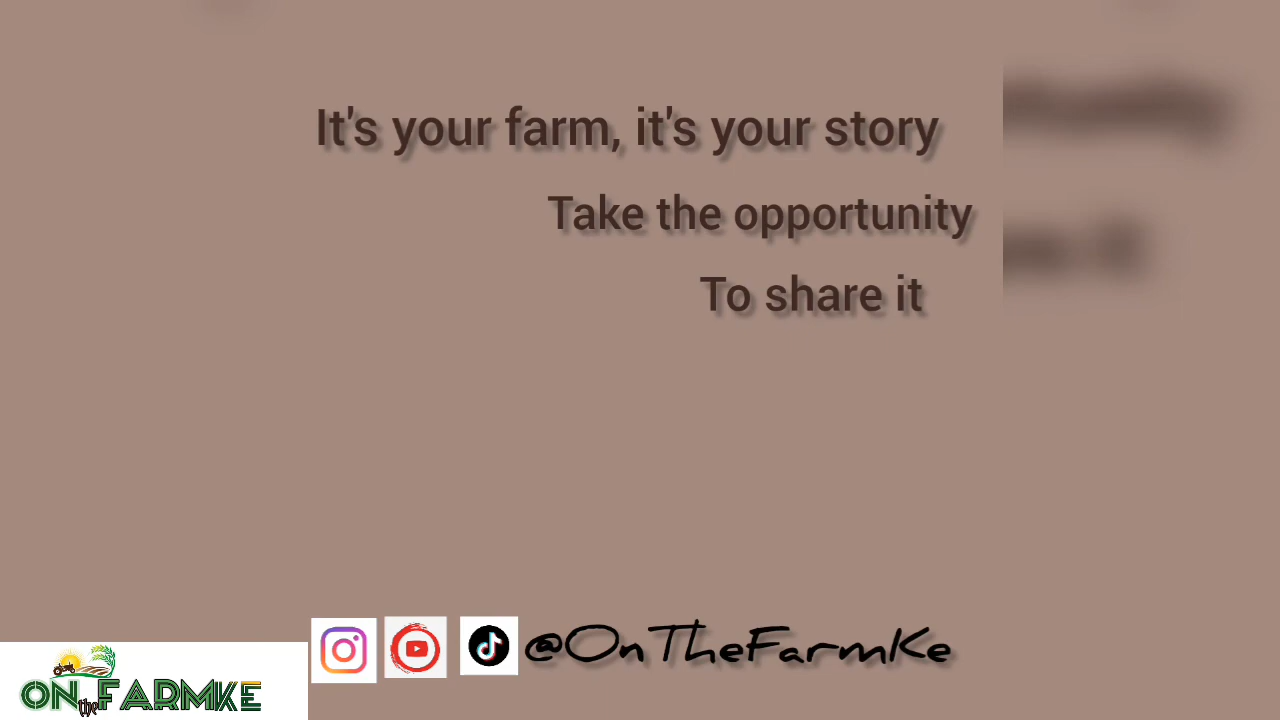 It's your farm, it's your story
Take the opportunity
To share it
@OnTheFarmKe
ON the FARMKE